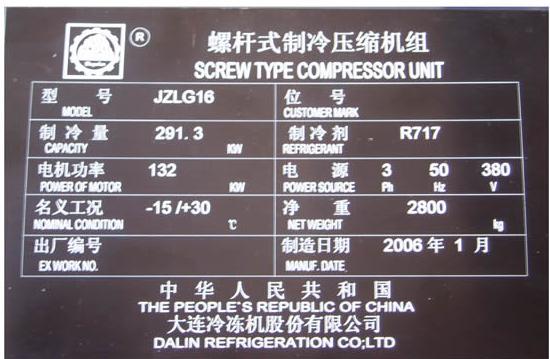 ®
螺杆式制冷压缩机组
SCREW TYPE COMPRESSOR UNIT
型 号 JZLG16 位 号
MODEL CUSTOMER MARK
制 冷 量 291.3 制 冷 剂 R717
CAPACITY KW REFRIGERANT
电机功率 132 电 源 3 50 380
POWER OF MOTOR KW POWER SOURCE Ph Hz V
名义工况 -15 /+30 净 重 2800
NOMINAL CONDITION ℃ NET WEIGHT kg
出厂编号 制造日期 2006 年 1 月
EX WORK NO. MANUF. DATE
中 华 人 民 共 和 国
THE PEOPLE'S REPUBLIC OF CHINA
大连冷冻机股份有限公司
DALIN REFRIGERATION CO;LTD